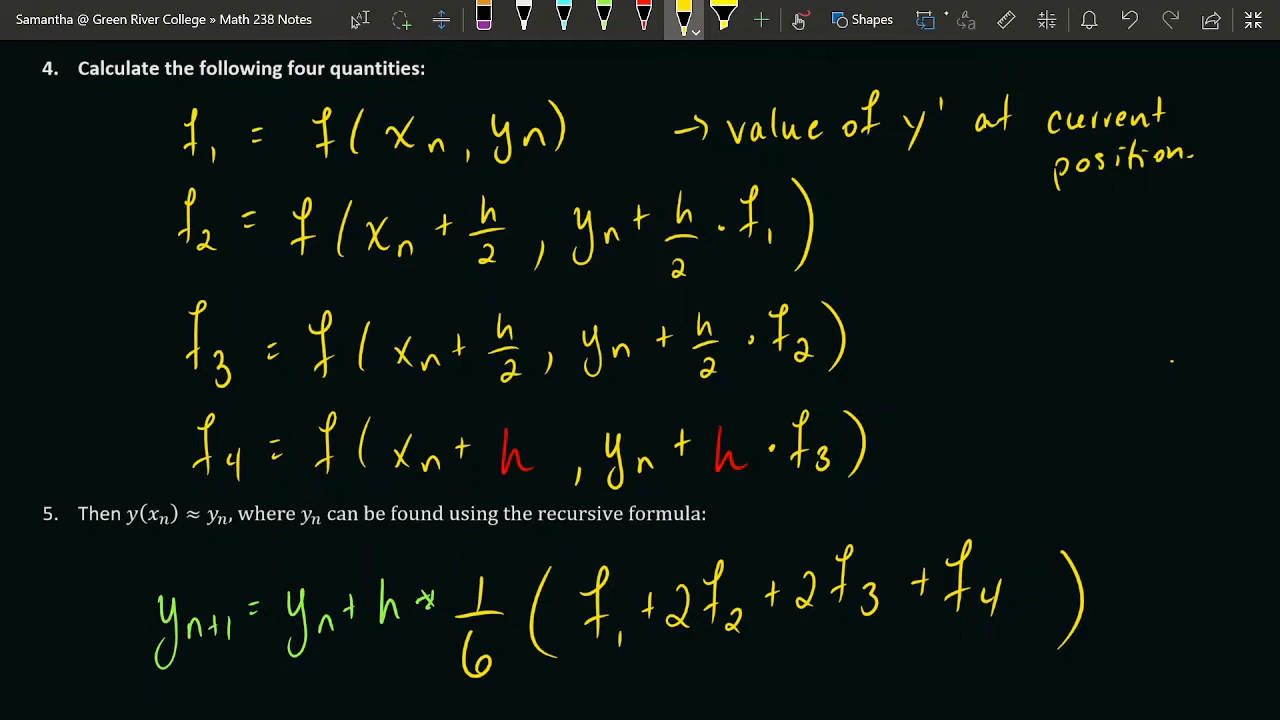 Samantha @ Green River College » Math 238 Notes
Shapes
4. Calculate the following four quantities:
f₁ = f(xₙ, yₙ) → value of y' at current
position.
f₂ = f(xₙ + h/2, yₙ + h/2 · f₁)
f₃ = f(xₙ + h/2, yₙ + h/2 · f₂)
f₄ = f(xₙ + h, yₙ + h · f₃)
5. Then y(xₙ) ≈ yₙ, where yₙ can be found using the recursive formula:
yₙ₊₁ = yₙ + h * 1/6 (f₁ + 2f₂ + 2f₃ + f₄)